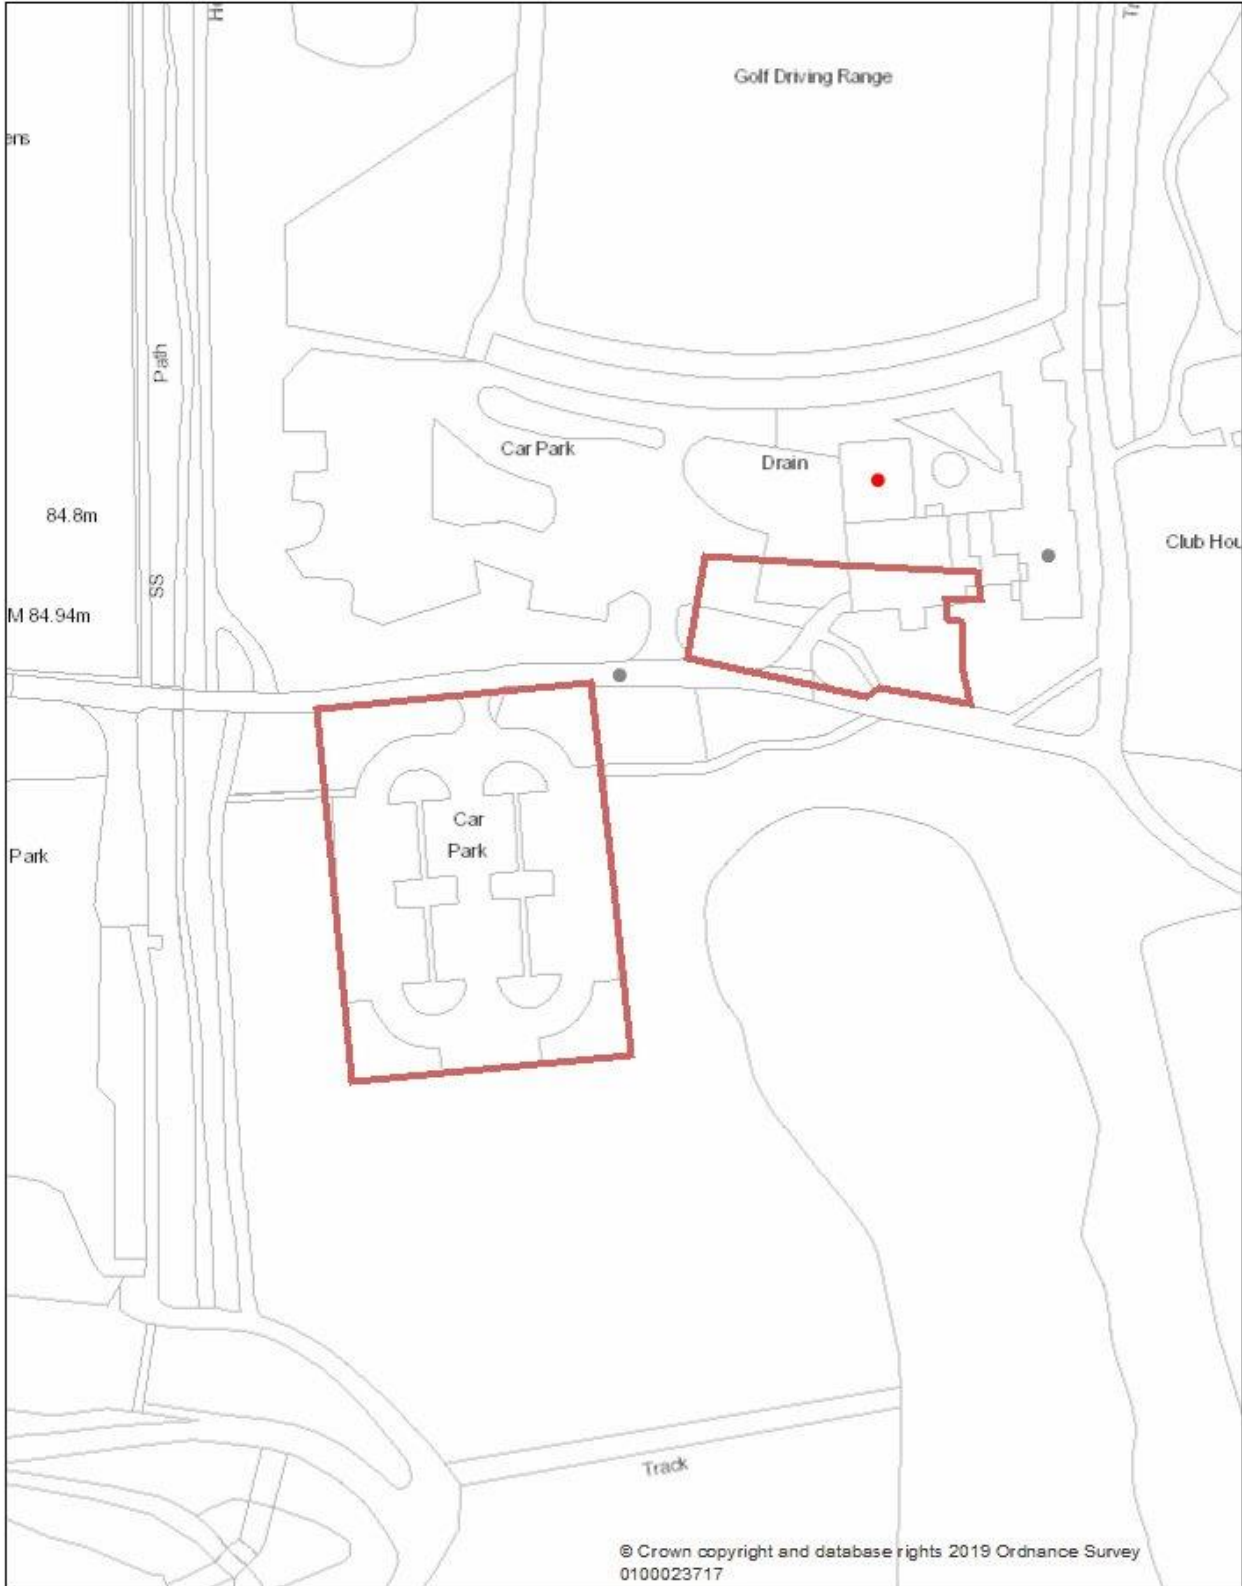 Golf Driving Range
Path
Car Park
Drain
84.8m
Club Hou
SS
M 84.94m
Car
Park
Park
Track
© Crown copyright and database rights 2019 Ordnance Survey
0100023717